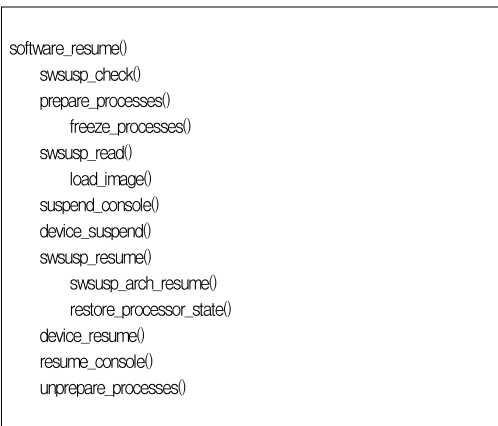 software_resume()
swsusp_check()
prepare_processes()
freeze_processes()
swsusp_read()
load_image()
suspend_console()
device_suspend()
swsusp_resume()
swsusp_arch_resume()
restore_processor_state()
device_resume()
resume_console()
unprepare_processes()